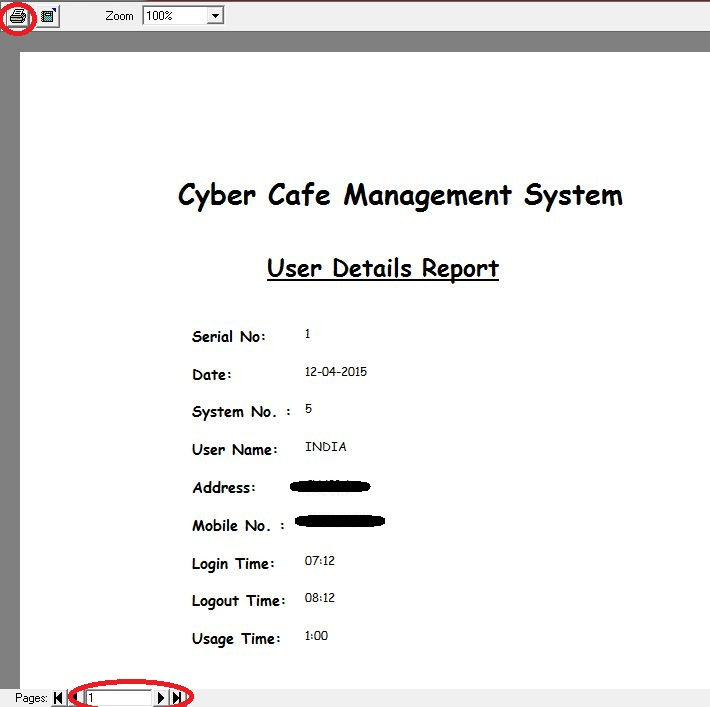 Zoom 100%
Cyber Cafe Management System
User Details Report
Serial No: 1
Date: 12-04-2015
System No. : 5
User Name: INDIA
Address:
Mobile No. :
Login Time: 07:12
Logout Time: 08:12
Usage Time: 1:00
Pages: 1